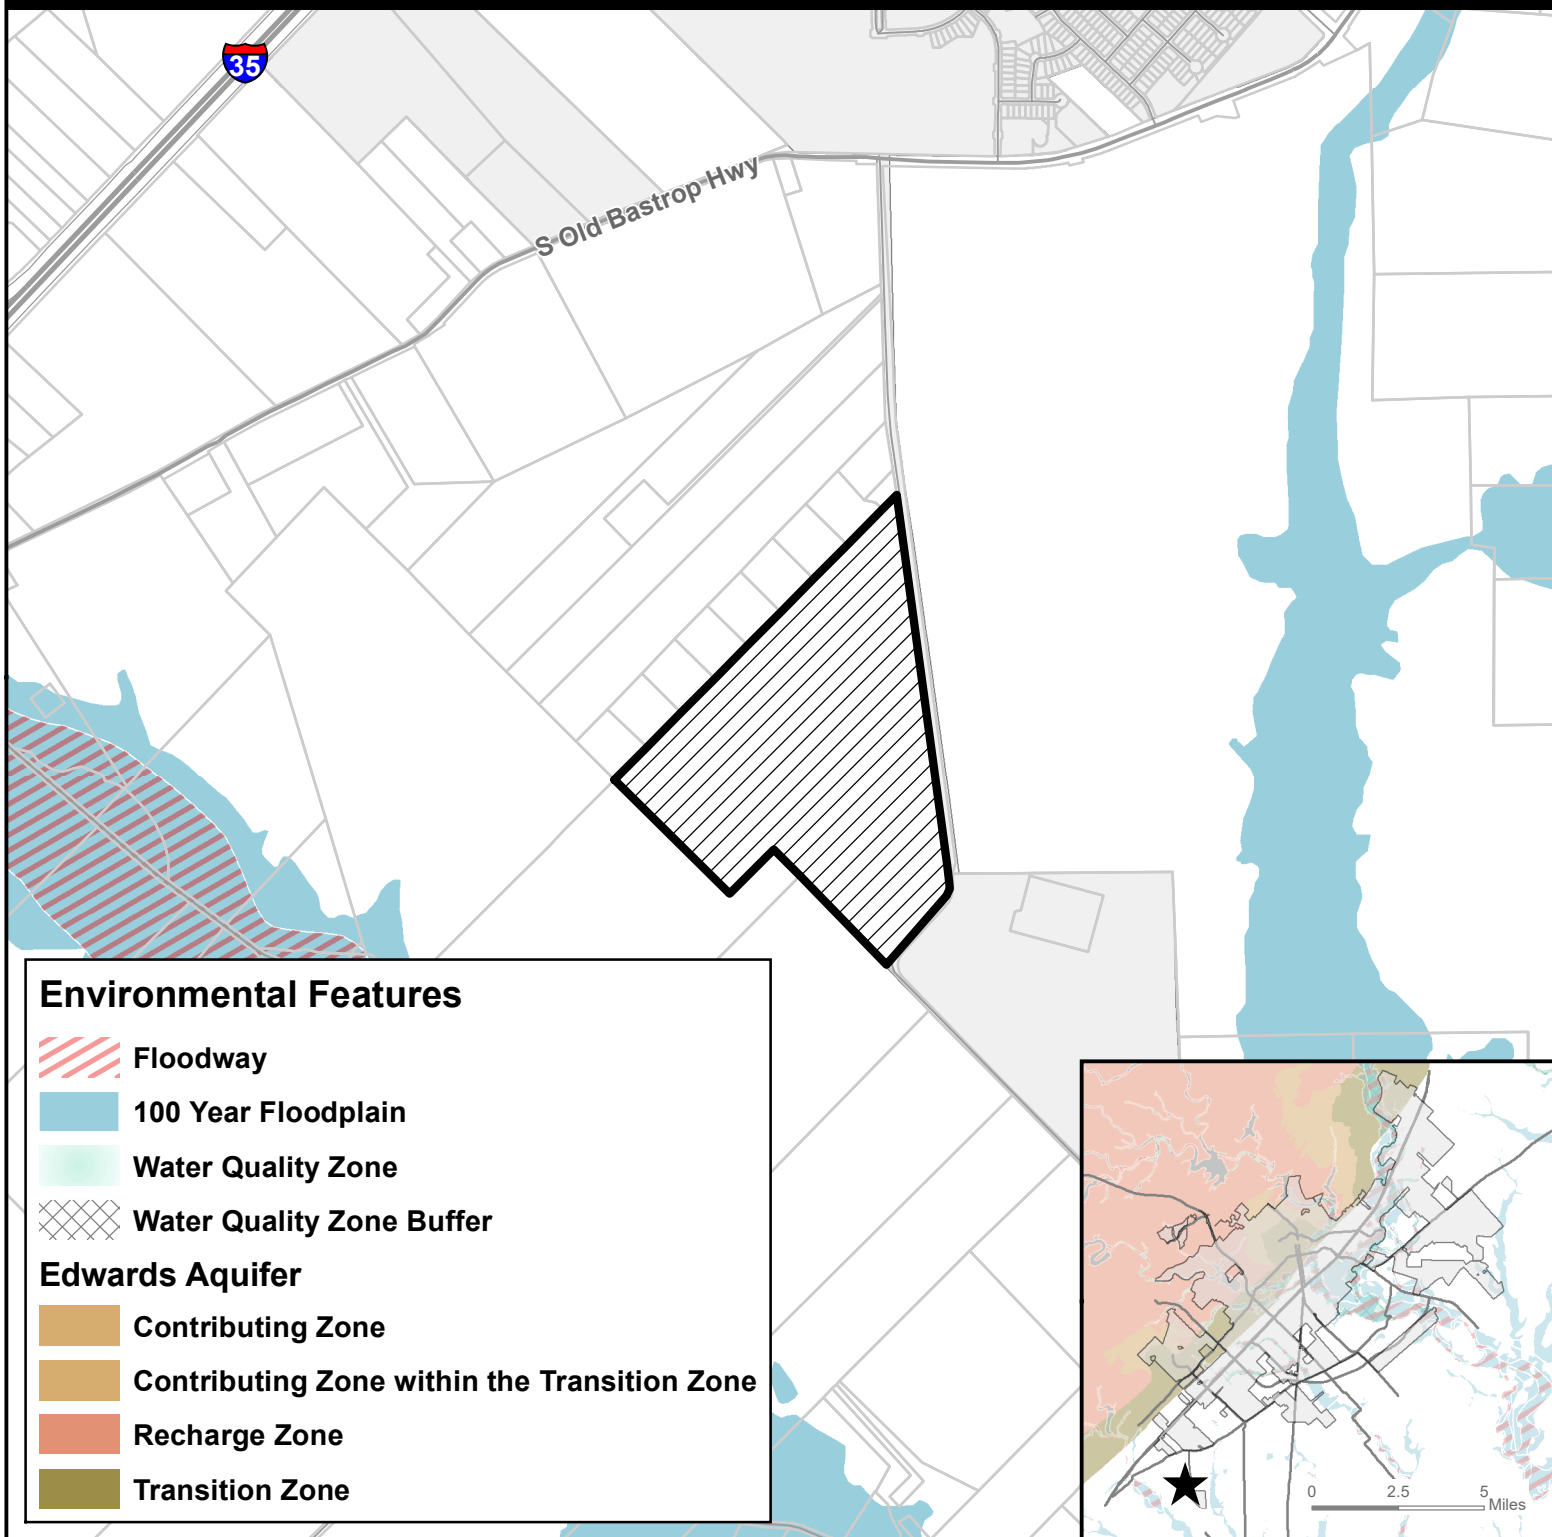 35
S Old Bastrop Hwy
Environmental Features
Floodway
100 Year Floodplain
Water Quality Zone
Water Quality Zone Buffer
Edwards Aquifer
Contributing Zone
Contributing Zone within the Transition Zone
Recharge Zone
Transition Zone
0 2.5 5
Miles